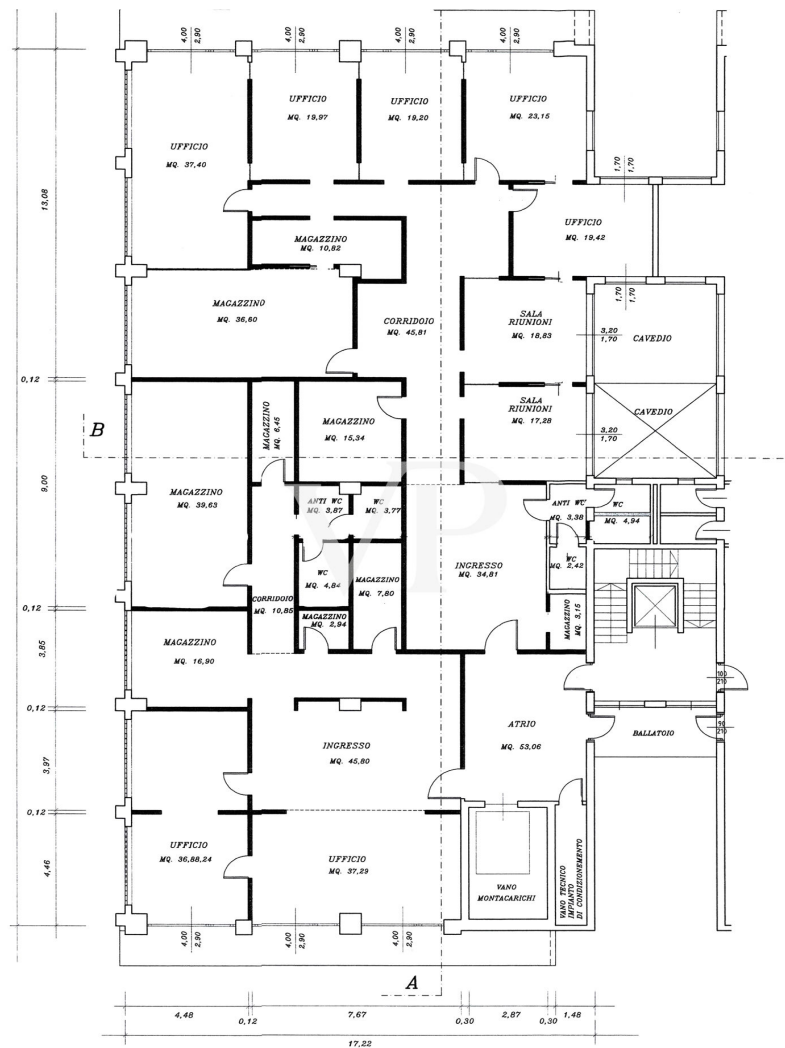 4,00
2,90
4,00
2,90
4,00
2,90
4,00
2,90
UFFICIO
MQ. 37,40
UFFICIO
MQ. 19,97
UFFICIO
MQ. 19,20
UFFICIO
MQ. 23,15
1,70
1,70
13,08
UFFICIO
MQ. 19,42
MAGAZZINO
MQ. 10,82
1,70
1,70
MAGAZZINO
MQ. 36,60
CORRIDOIO
MQ. 45,81
SALA
RIUNIONI
MQ. 18,83
3,20
1,70
CAVEDIO
0,12
B
MAGAZZINO
MQ. 6,45
MAGAZZINO
MQ. 15,34
SALA
RIUNIONI
MQ. 17,28
CAVEDIO
3,20
1,70
9,00
MAGAZZINO
MQ. 39,63
VP
ANTI WC
MQ. 3,87
WC
MQ. 3,77
ANTI WC
MQ. 3,38
WC
MQ. 4,94
INGRESSO
MQ. 34,81
WC
MQ. 2,42
WC
MQ. 4,84
MAGAZZINO
MQ. 7,80
CORRIDOIO
MQ. 10,85
MAGAZZINO
MQ. 2,94
MAGAZZINO
MQ. 3,15
0,12
3,85
MAGAZZINO
MQ. 16,90
100
210
0,12
ATRIO
MQ. 53,06
90
210
BALLATOIO
3,97
INGRESSO
MQ. 45,80
0,12
4,46
UFFICIO
MQ. 36,88,24
UFFICIO
MQ. 37,29
VANO
MONTACARICHI
VANO TECNICO
IMPIANTO
DI CONDIZIONEMENTO
4,00
2,90
4,00
2,90
4,00
2,90
A
4,48
0,12
7,67
0,30
2,87
0,30
1,48
17,22